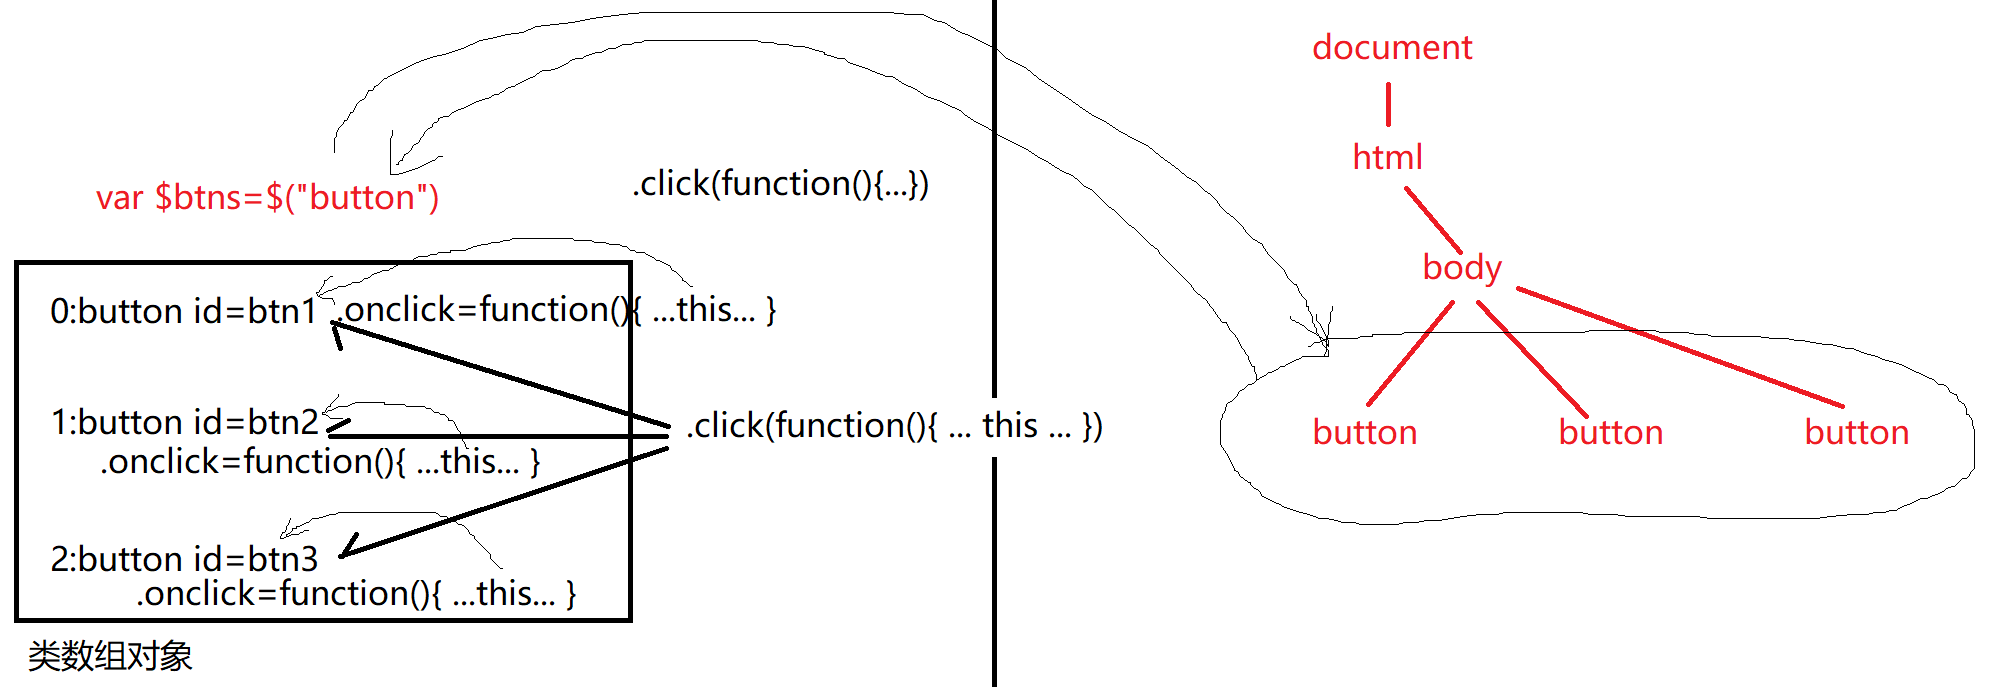 var $btns=$("button")
.click(function(){...})
0:button id=btn1 .onclick=function(){ ...this... }
1:button id=btn2
.onclick=function(){ ...this... }
.click(function(){ ... this ... })
2:button id=btn3
.onclick=function(){ ...this... }
类数组对象
document
html
body
button button button